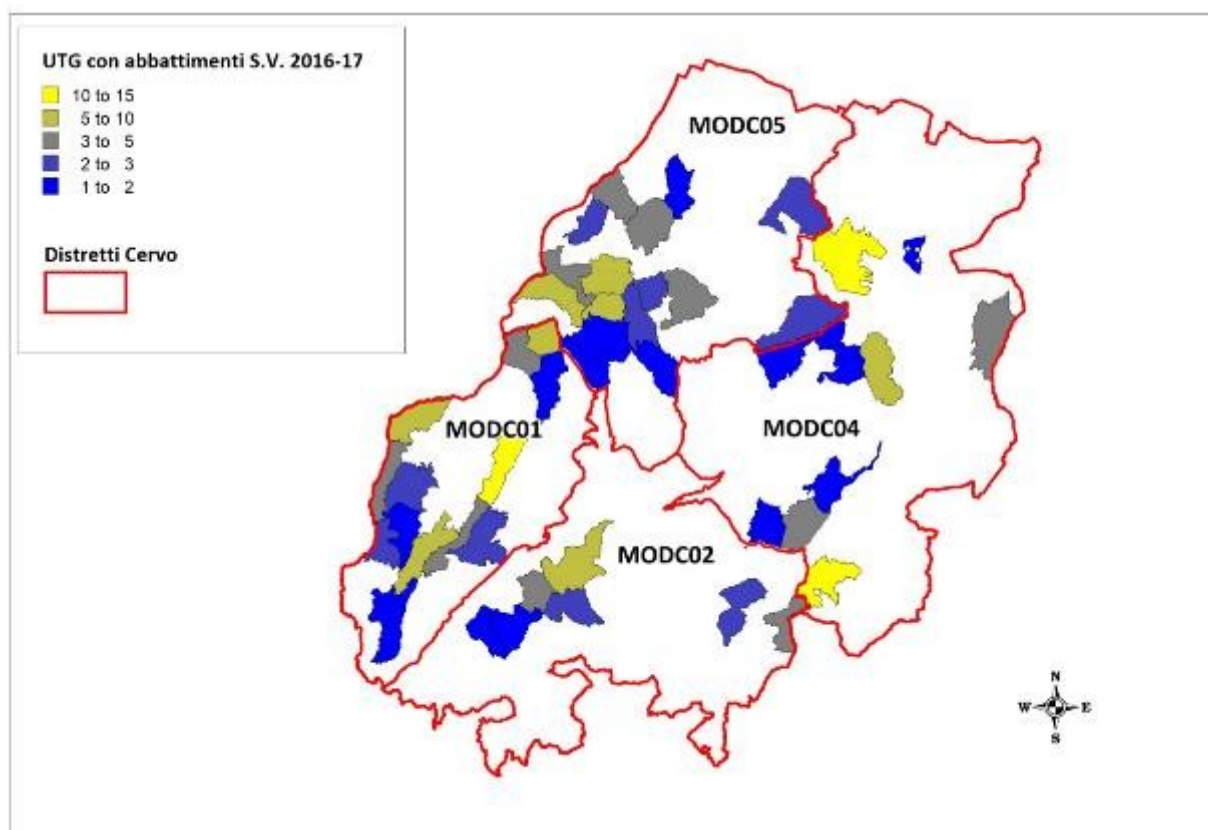 UTG con abbattimenti S.V. 2016-17
10 to 15
5 to 10
3 to 5
2 to 3
1 to 2
Distretti Cervo
MODC05
MODC01
MODC04
MODC02
N
W E
S